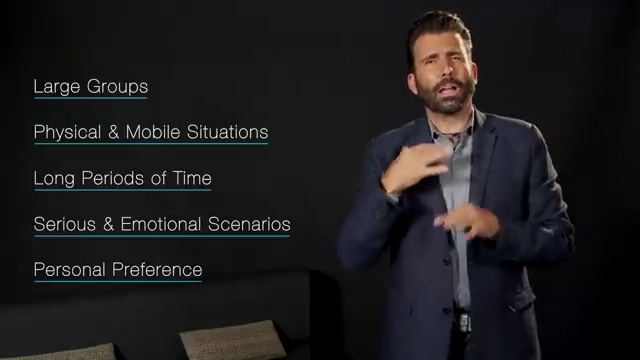 Large Groups
Physical & Mobile Situations
Long Periods of Time
Serious & Emotional Scenarios
Personal Preference